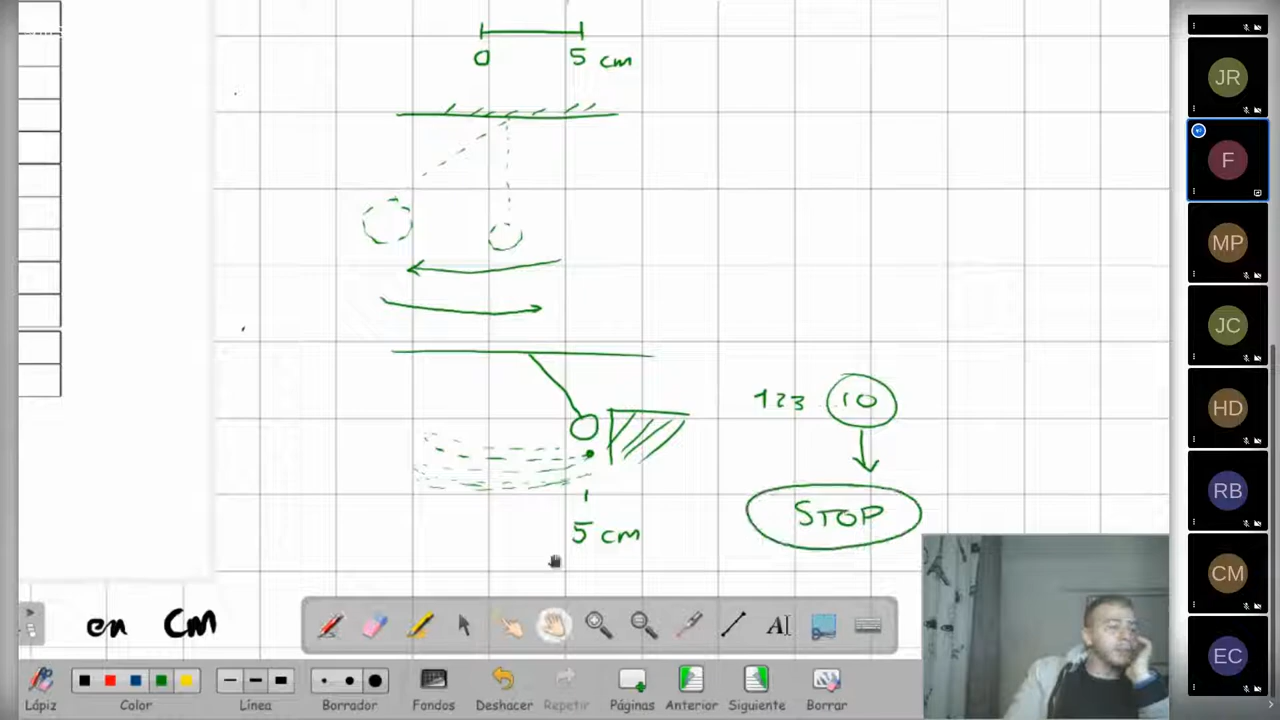 0 5 cm
123 10
STOP
5 cm
en cm
Lápiz Color Línea Borrador Fondos Deshacer Repetir Páginas Anterior Siguiente Borrar
AI
JR
F
MP
JC
HD
RB
CM
EC